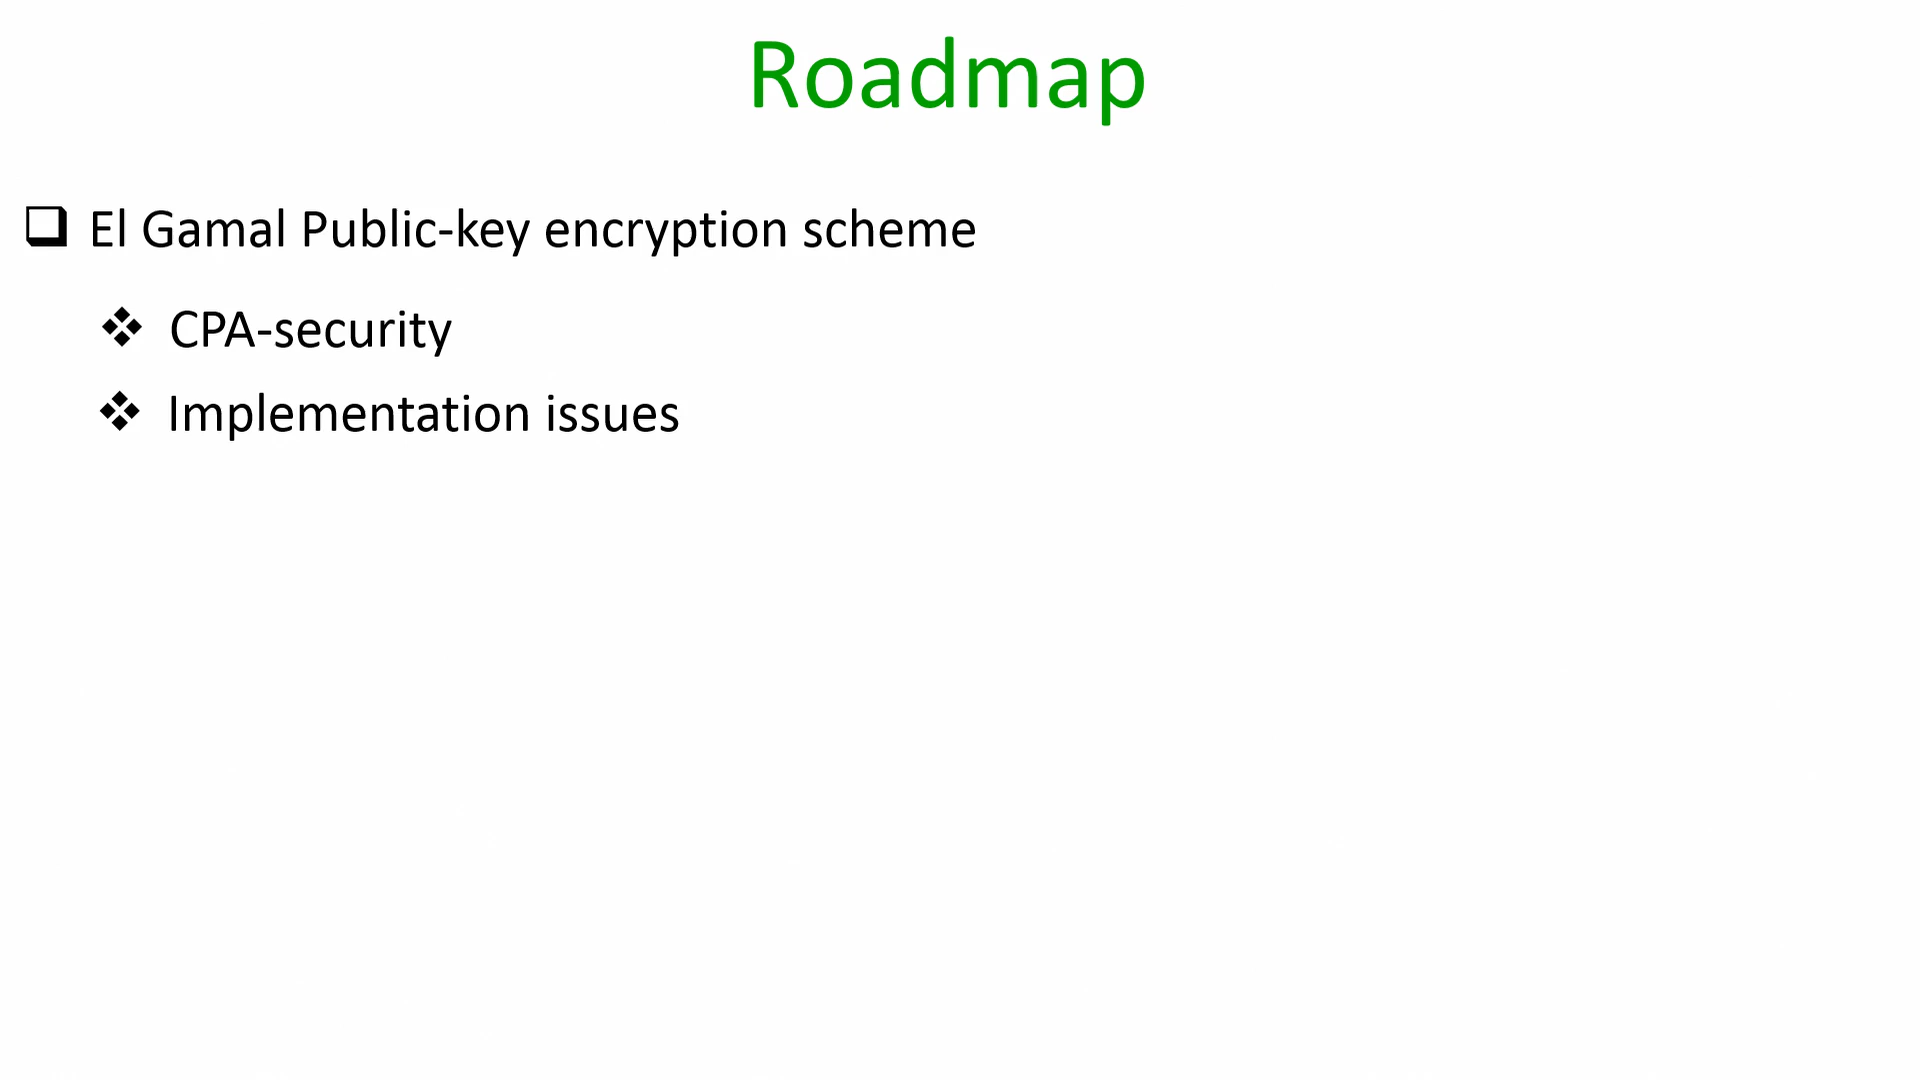 Roadmap
El Gamal Public-key encryption scheme
CPA-security
Implementation issues